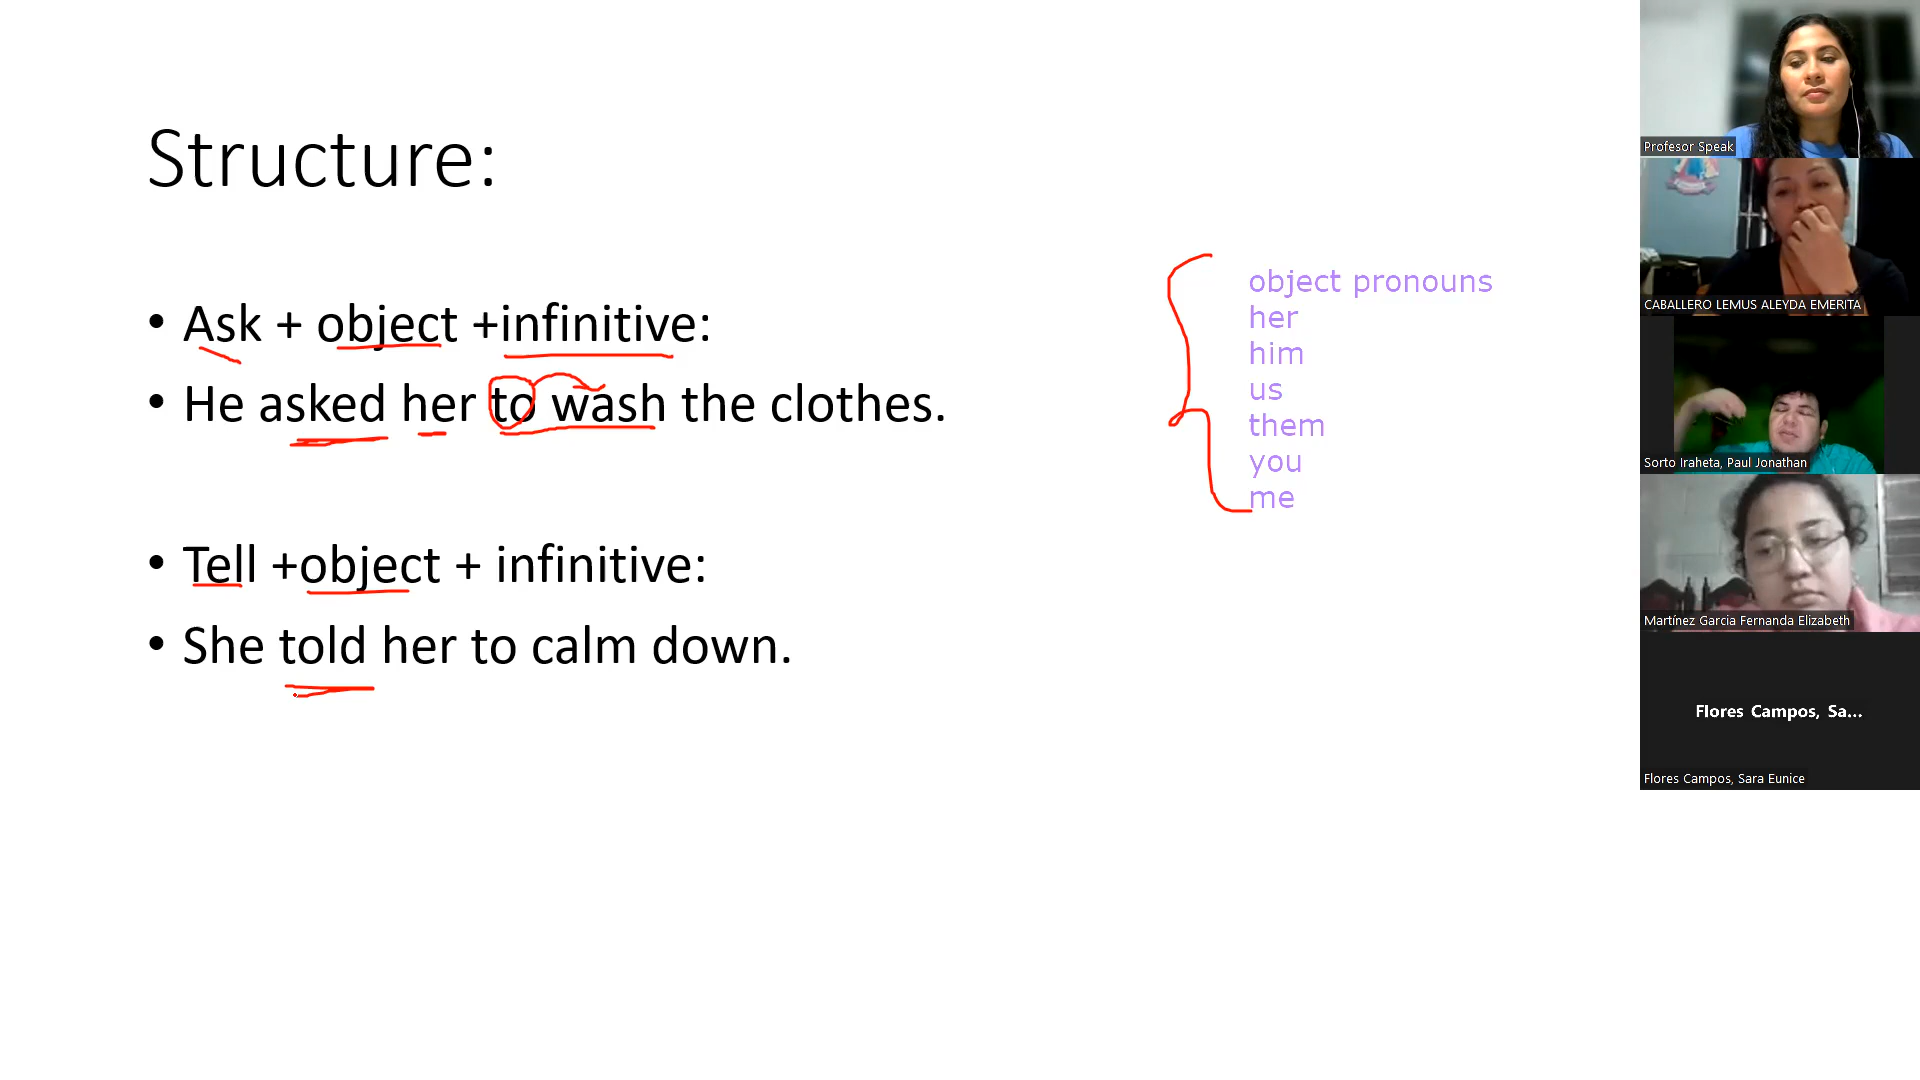 Structure:
• Ask + object +infinitive:
• He asked her to wash the clothes.
• Tell +object + infinitive:
• She told her to calm down.
object pronouns
her
him
us
them
you
me
Profesor Speak
CABALLERO LEMUS ALEYDA EMERITA
Sorto Iraheta, Paul Jonathan
Martínez Garcia Fernanda Elizabeth
Flores Campos, Sa...
Flores Campos, Sara Eunice